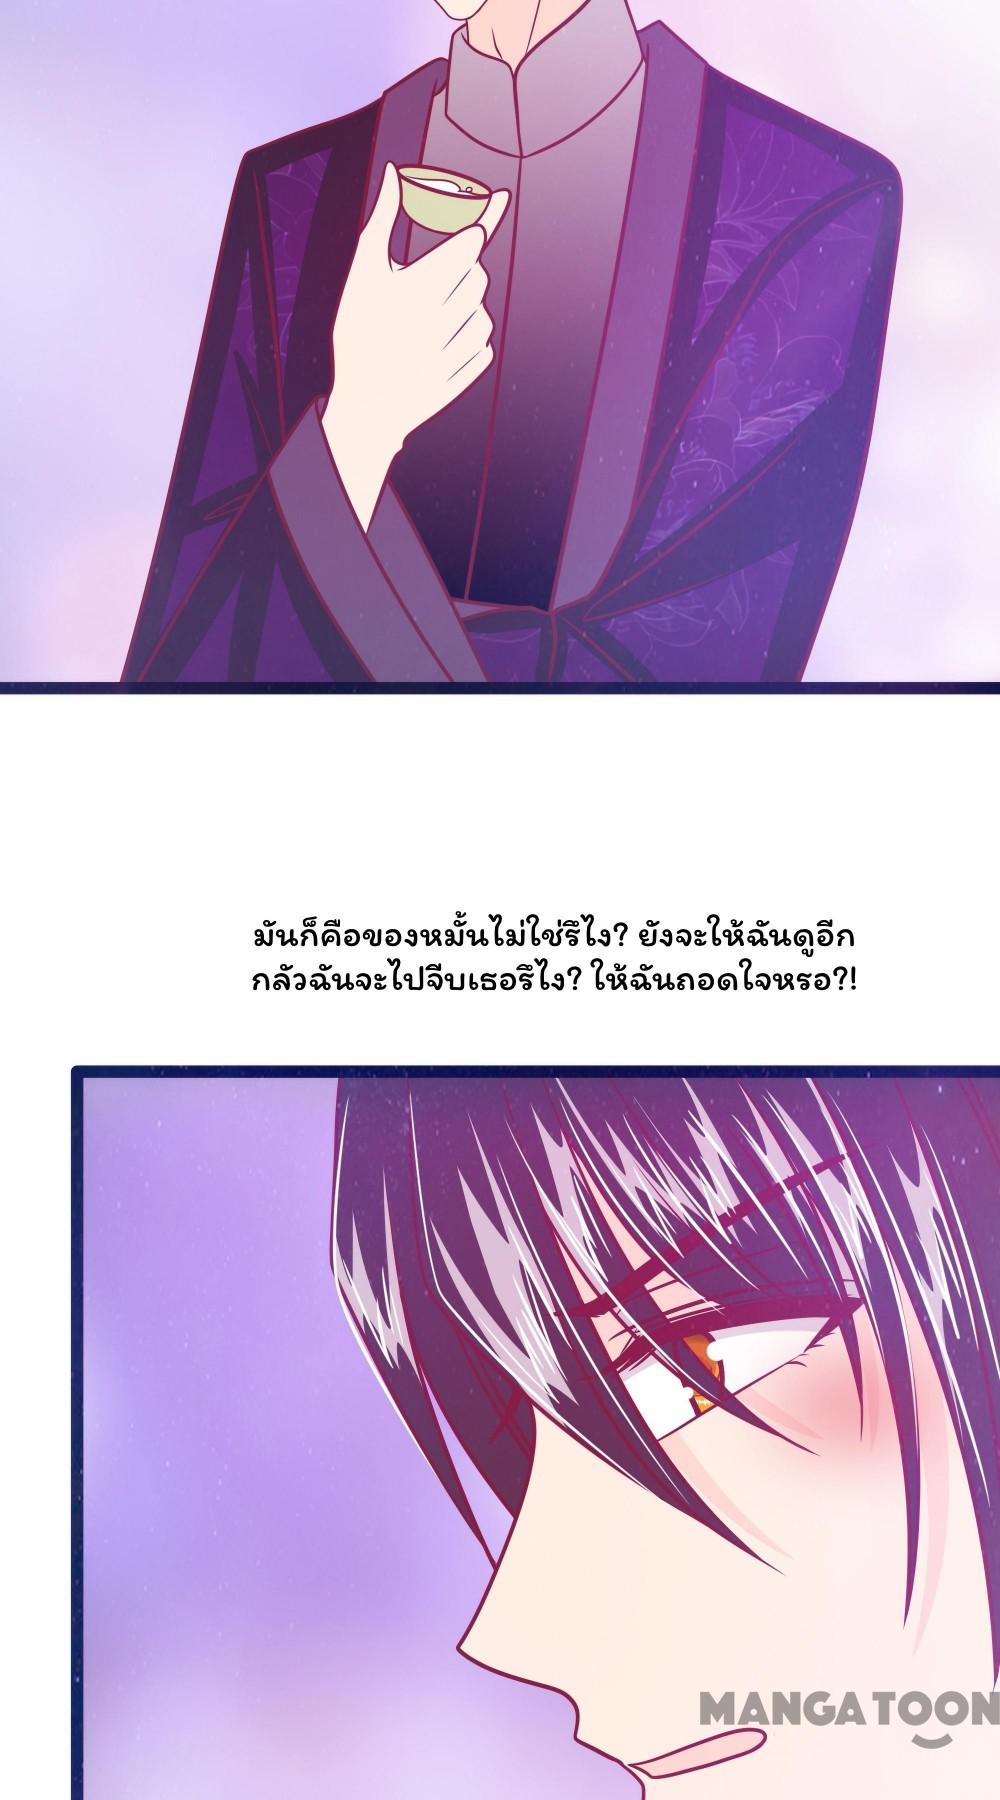 มันก็คือของหมั้นไม่ใช่รึไง? ยังจะให้ฉันดูอีก
กลัวฉันจะไปจีบเธอรึไง? ให้ฉันถอดใจหรอ?!
MANGATOON